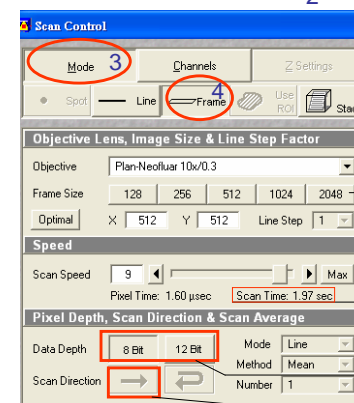 2
Scan Control
Mode 3 Channels Z Settings
4
Spot Line Frame Use ROI Stac
Objective Lens, Image Size & Line Step Factor
Objective Plan-Neofluar 10x/0.3
Frame Size 128 256 512 1024 2048
Optimal X 512 Y 512 Line Step 1
Speed
Scan Speed 9 Max
Pixel Time: 1.60 µsec Scan Time: 1.97 sec
Pixel Depth, Scan Direction & Scan Average
Data Depth 8 Bit 12 Bit Mode Line
Method Mean
Scan Direction Number 1